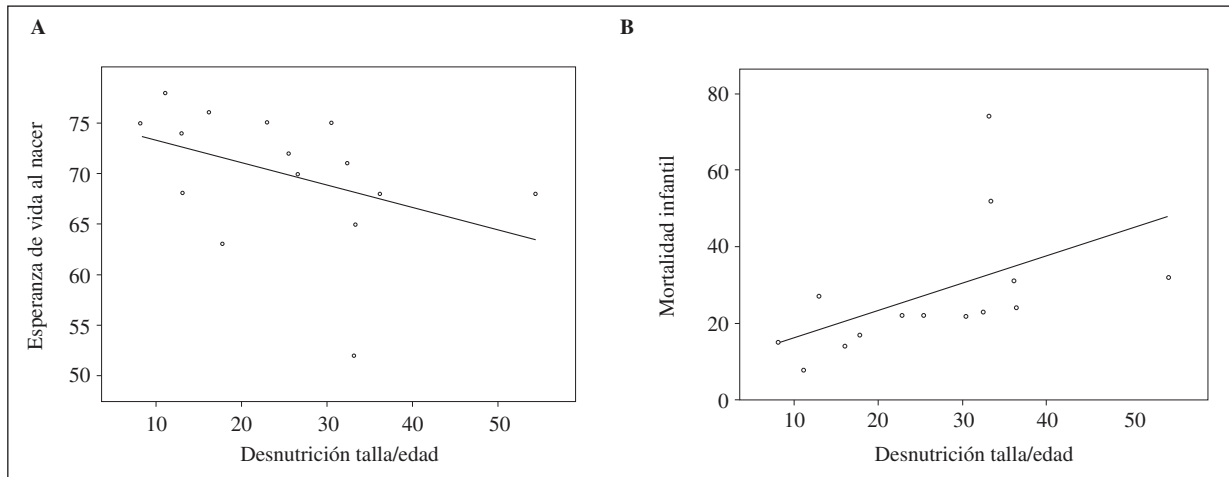 A
Esperanza de vida al nacer
75
70
65
60
55
50
10 20 30 40 50
Desnutrición talla/edad
B
Mortalidad infantil
80
60
40
20
0
10 20 30 40 50
Desnutrición talla/edad